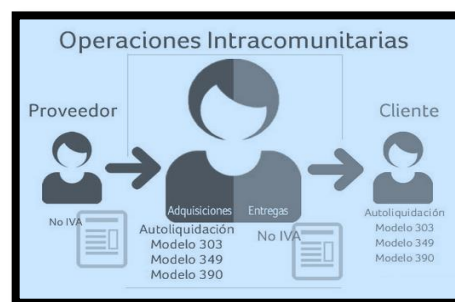 Operaciones Intracomunitarias
Proveedor
Cliente
No IVA
Adquisiciones Entregas
Autoliquidación
Modelo 303
Modelo 349
Modelo 390
No IVA
Autoliquidación
Modelo 303
Modelo 349
Modelo 390